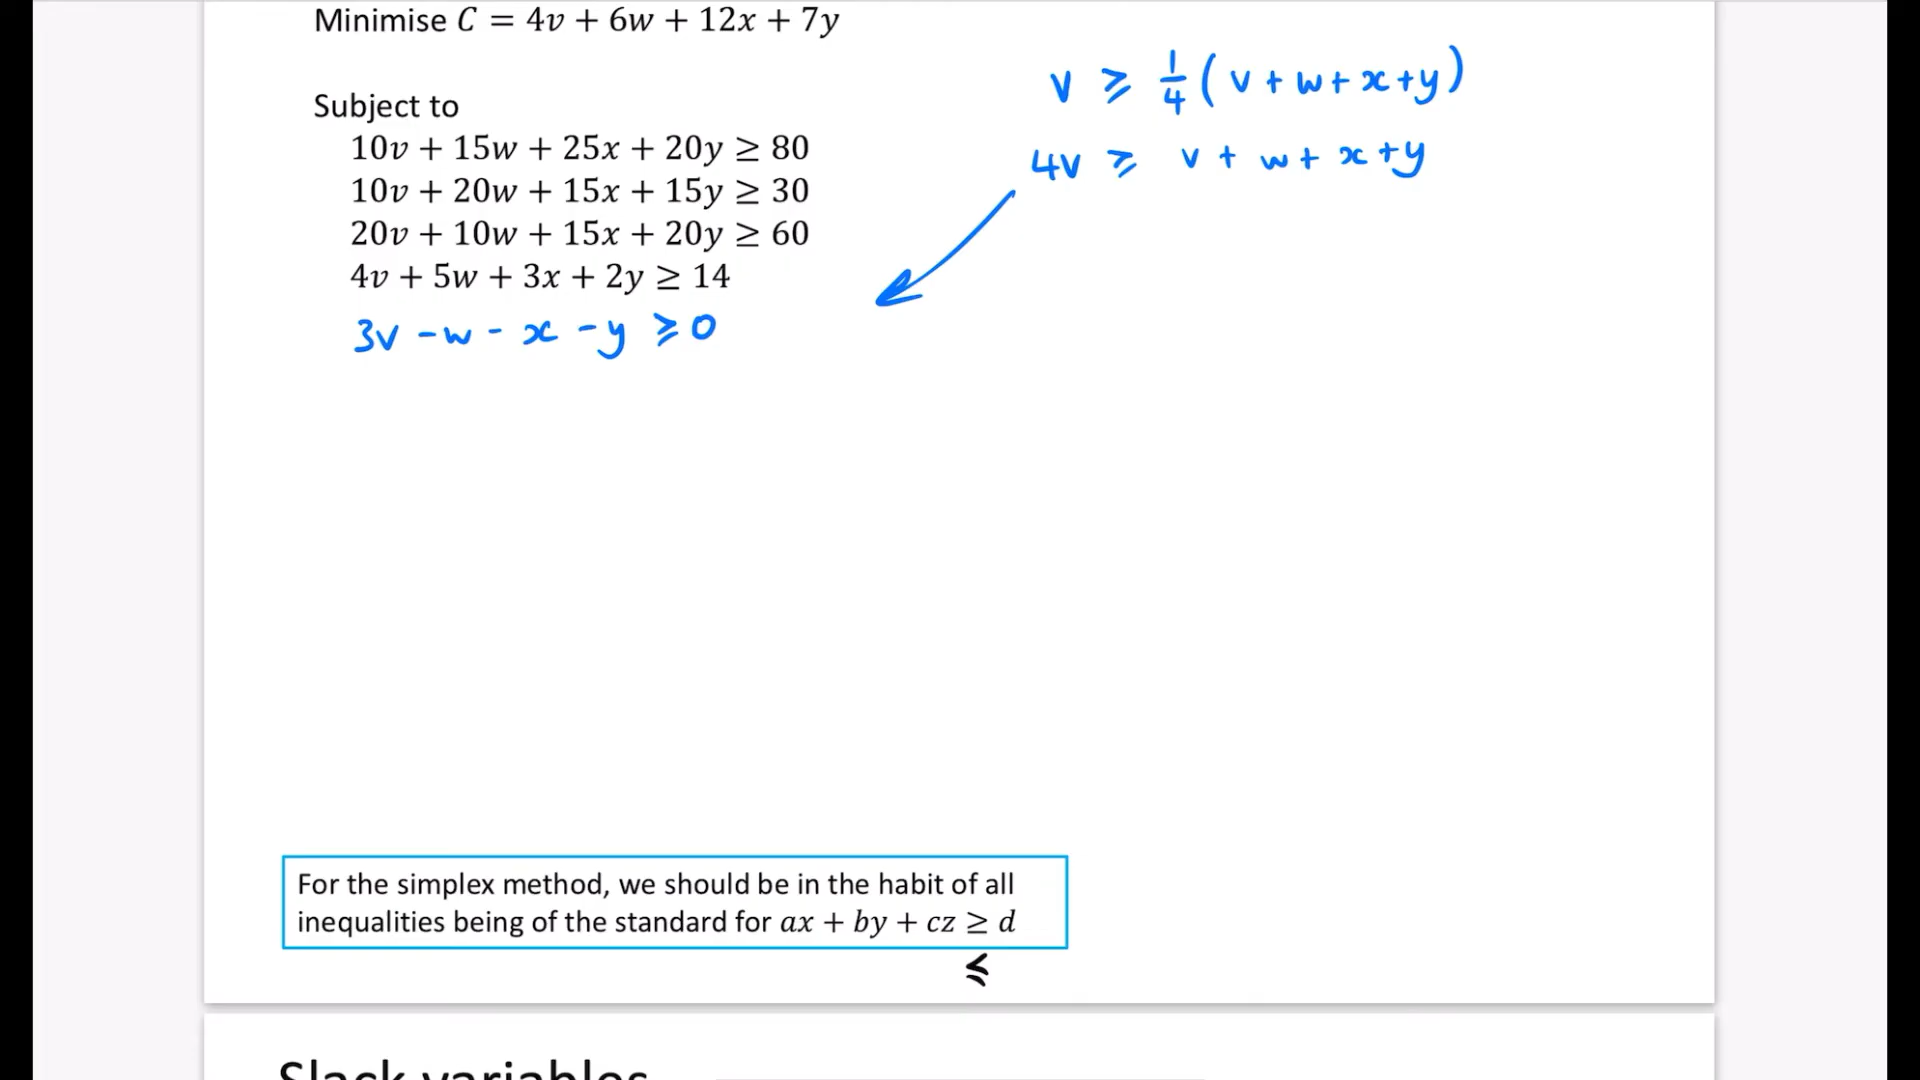 Minimise C = 4v + 6w + 12x + 7y
v ⩾ 1/4 (v + w + x + y)
4v ⩾ v + w + x + y
Subject to
10v + 15w + 25x + 20y ≥ 80
10v + 20w + 15x + 15y ≥ 30
20v + 10w + 15x + 20y ≥ 60
4v + 5w + 3x + 2y ≥ 14
3v - w - x - y ⩾ 0
For the simplex method, we should be in the habit of all
inequalities being of the standard for ax + by + cz ≥ d
⩽
Slack variables